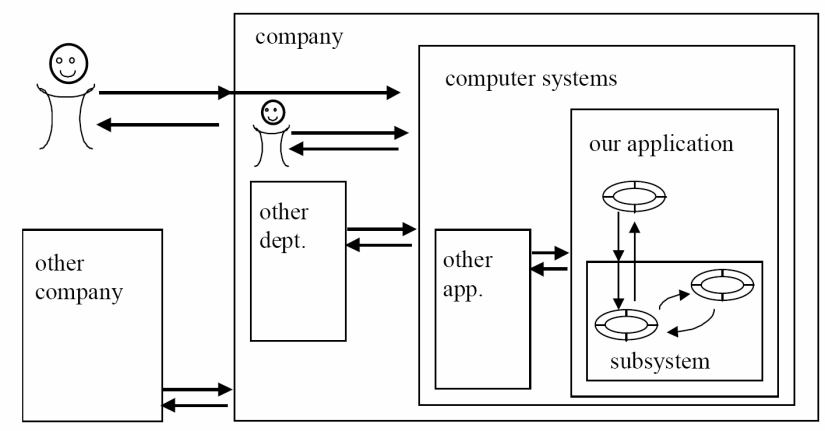 company
computer systems
our application
other
dept.
other
company
other
app.
subsystem